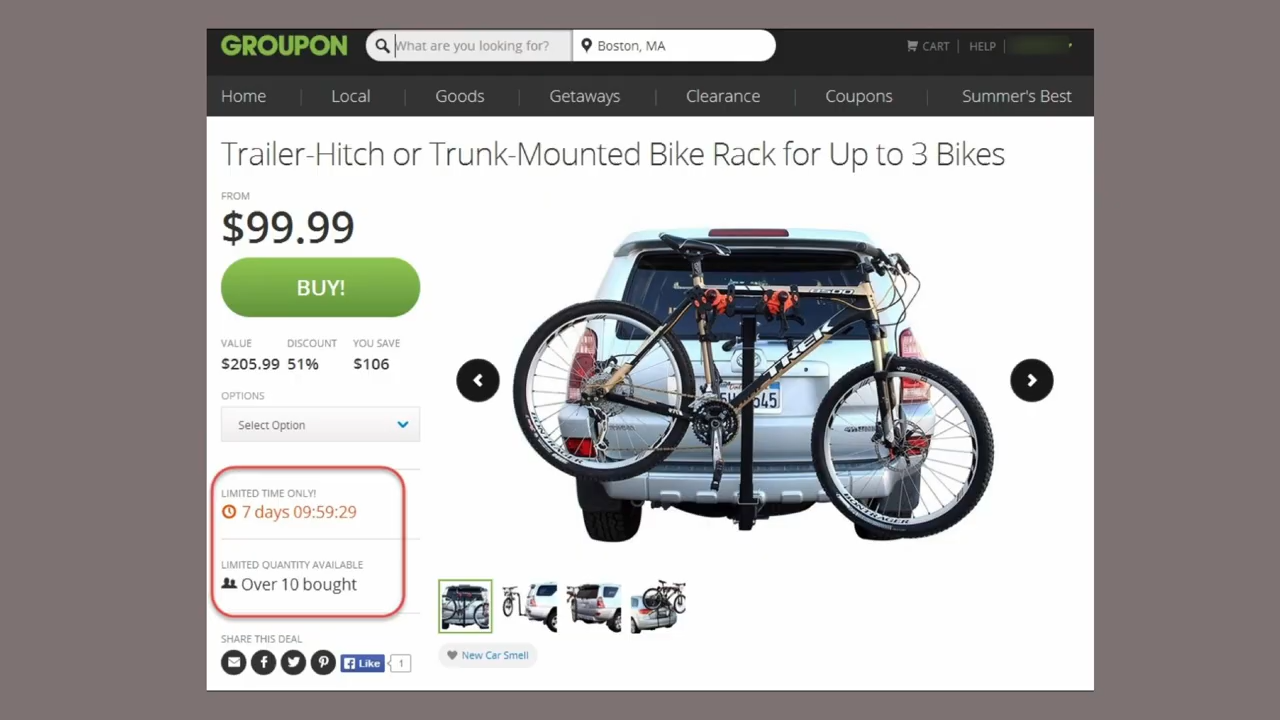 GROUPON
What are you looking for?
Boston, MA
CART
HELP
Home
Local
Goods
Getaways
Clearance
Coupons
Summer's Best
Trailer-Hitch or Trunk-Mounted Bike Rack for Up to 3 Bikes
FROM
$99.99
BUY!
VALUE DISCOUNT YOU SAVE
$205.99 51% $106
OPTIONS
Select Option
LIMITED TIME ONLY!
7 days 09:59:29
LIMITED QUANTITY AVAILABLE
Over 10 bought
SHARE THIS DEAL
Like 1
TREK
8500
BONTRAGER
New Car Smell